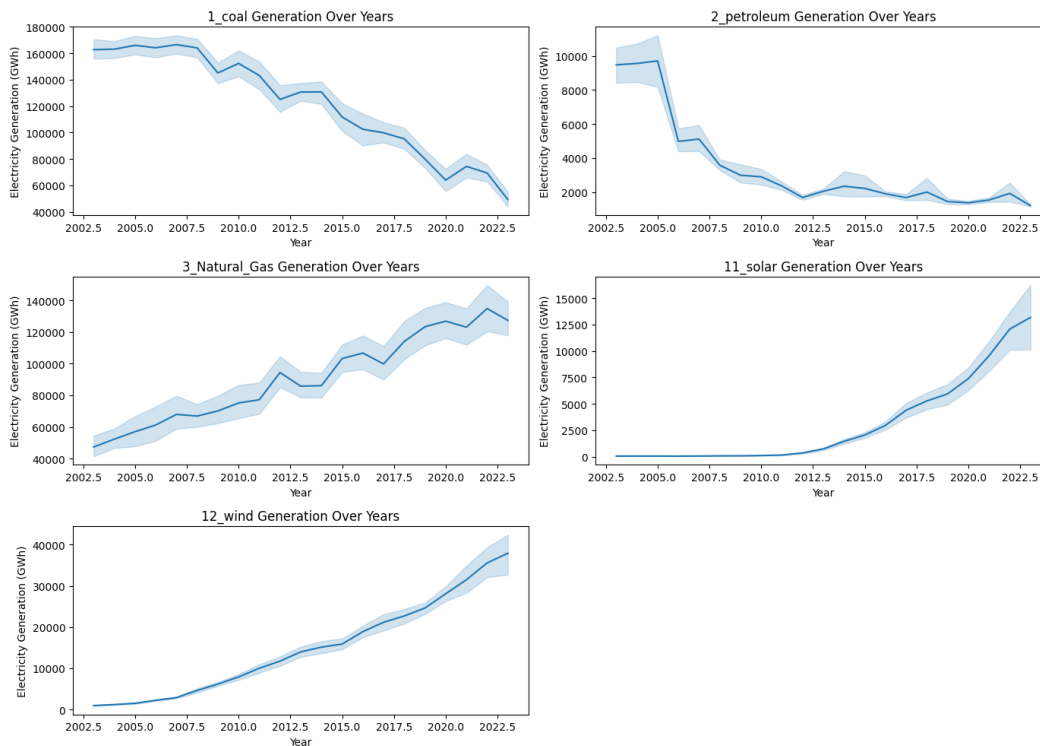 1_coal Generation Over Years
Electricity Generation (GWh)
180000
160000
140000
120000
100000
80000
60000
40000
2002.5 2005.0 2007.5 2010.0 2012.5 2015.0 2017.5 2020.0 2022.5
Year
2_petroleum Generation Over Years
Electricity Generation (GWh)
10000
8000
6000
4000
2000
2002.5 2005.0 2007.5 2010.0 2012.5 2015.0 2017.5 2020.0 2022.5
Year
3_Natural_Gas Generation Over Years
Electricity Generation (GWh)
140000
120000
100000
80000
60000
40000
2002.5 2005.0 2007.5 2010.0 2012.5 2015.0 2017.5 2020.0 2022.5
Year
11_solar Generation Over Years
Electricity Generation (GWh)
15000
12500
10000
7500
5000
2500
0
2002.5 2005.0 2007.5 2010.0 2012.5 2015.0 2017.5 2020.0 2022.5
Year
12_wind Generation Over Years
Electricity Generation (GWh)
40000
30000
20000
10000
0
2002.5 2005.0 2007.5 2010.0 2012.5 2015.0 2017.5 2020.0 2022.5
Year